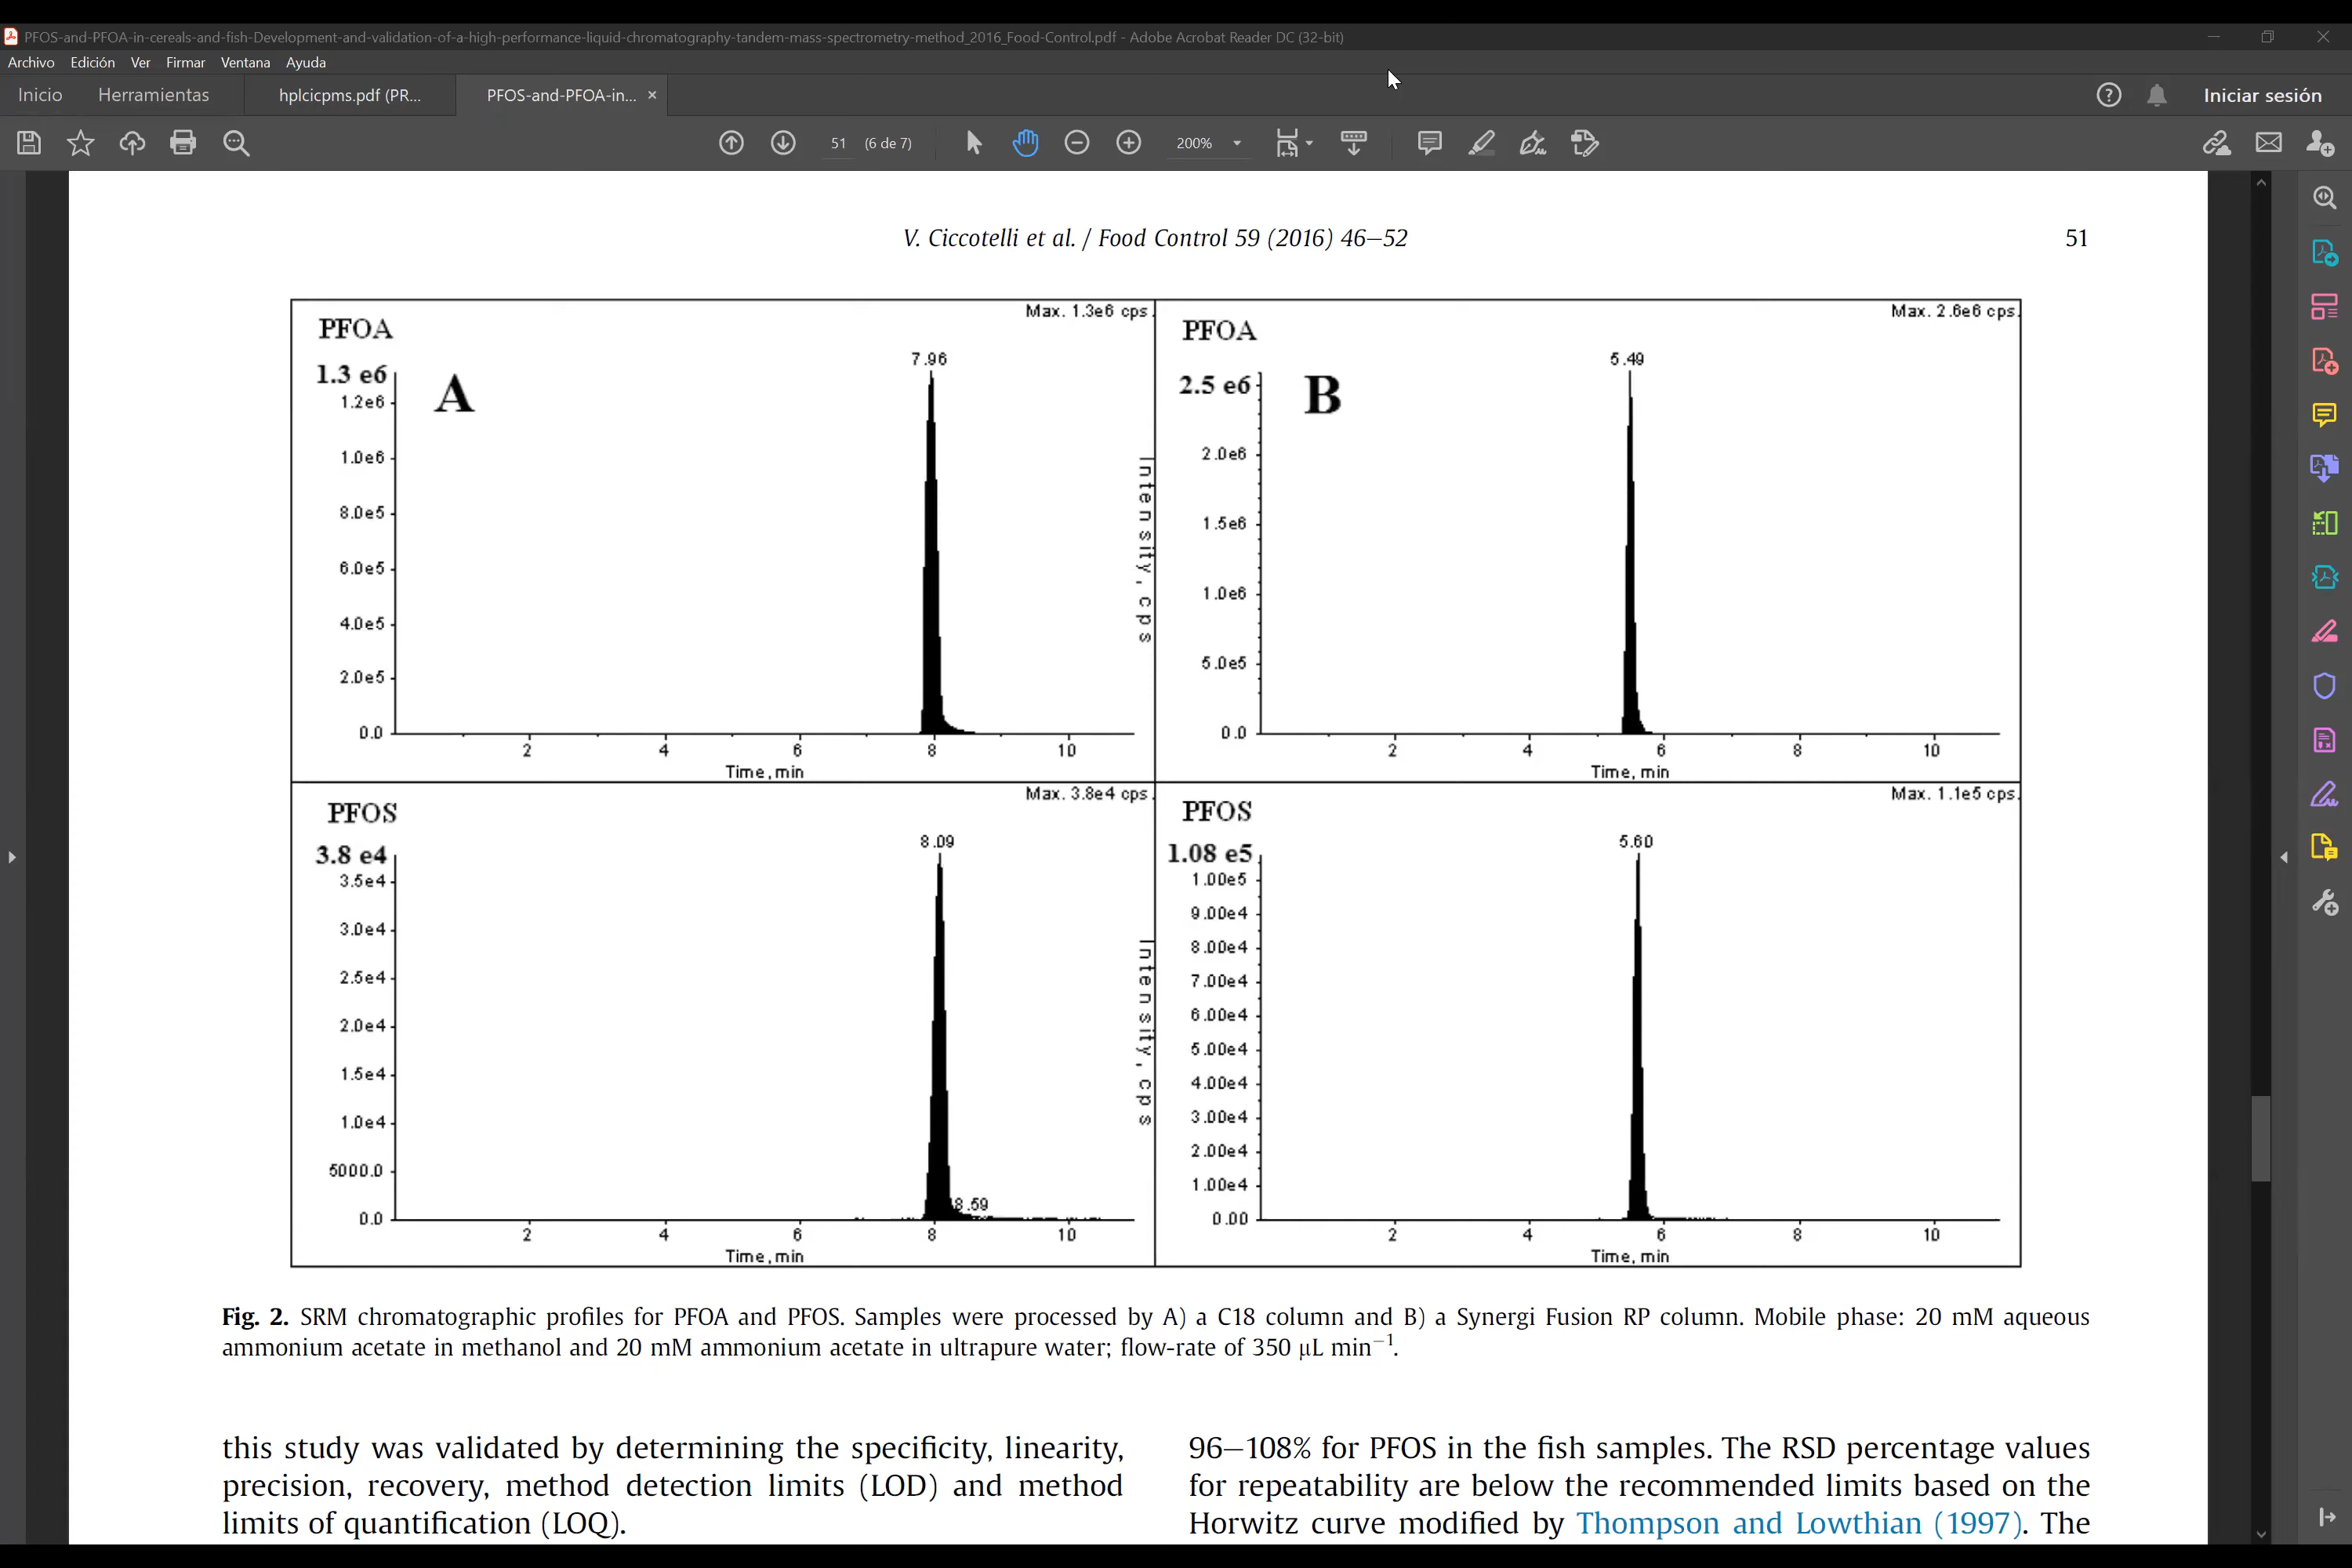 PFOS-and-PFOA-in-cereals-and-fish-Development-and-validation-of-a-high-performance-liquid-chromatography-tandem-mass-spectrometry-method_2016_Food-Control.pdf - Adobe Acrobat Reader DC (32-bit)
Archivo Edición Ver Firmar Ventana Ayuda
Inicio Herramientas hplcicpms.pdf (PR... PFOS-and-PFOA-in... × Iniciar sesión
51 (6 de 7) 200%
V. Ciccotelli et al. / Food Control 59 (2016) 46–52 51
Max. 1.3e6 cps.
PFOA
7.96
1.3 e6
A
1.2e6
1.0e6
8.0e5
6.0e5
4.0e5
2.0e5
0.0
2 4 6 8 10
Time, min
Max. 2.6e6 cps.
PFOA
5.49
2.5 e6
B
2.0e6
1.5e6
1.0e6
5.0e5
0.0
Intensity, cps
2 4 6 8 10
Time, min
Max. 3.8e4 cps.
PFOS
8.09
3.8 e4
3.5e4
3.0e4
2.5e4
2.0e4
1.5e4
1.0e4
5000.0
8.59
0.0
2 4 6 8 10
Time, min
Max. 1.1e5 cps.
PFOS
5.60
1.08 e5
1.00e5
9.00e4
8.00e4
7.00e4
6.00e4
5.00e4
4.00e4
3.00e4
2.00e4
1.00e4
0.00
Intensity, cps
2 4 6 8 10
Time, min
Fig. 2. SRM chromatographic profiles for PFOA and PFOS. Samples were processed by A) a C18 column and B) a Synergi Fusion RP column. Mobile phase: 20 mM aqueous
ammonium acetate in methanol and 20 mM ammonium acetate in ultrapure water; flow-rate of 350 μL min⁻¹.
this study was validated by determining the specificity, linearity,
precision, recovery, method detection limits (LOD) and method
limits of quantification (LOQ).
96–108% for PFOS in the fish samples. The RSD percentage values
for repeatability are below the recommended limits based on the
Horwitz curve modified by Thompson and Lowthian (1997). The